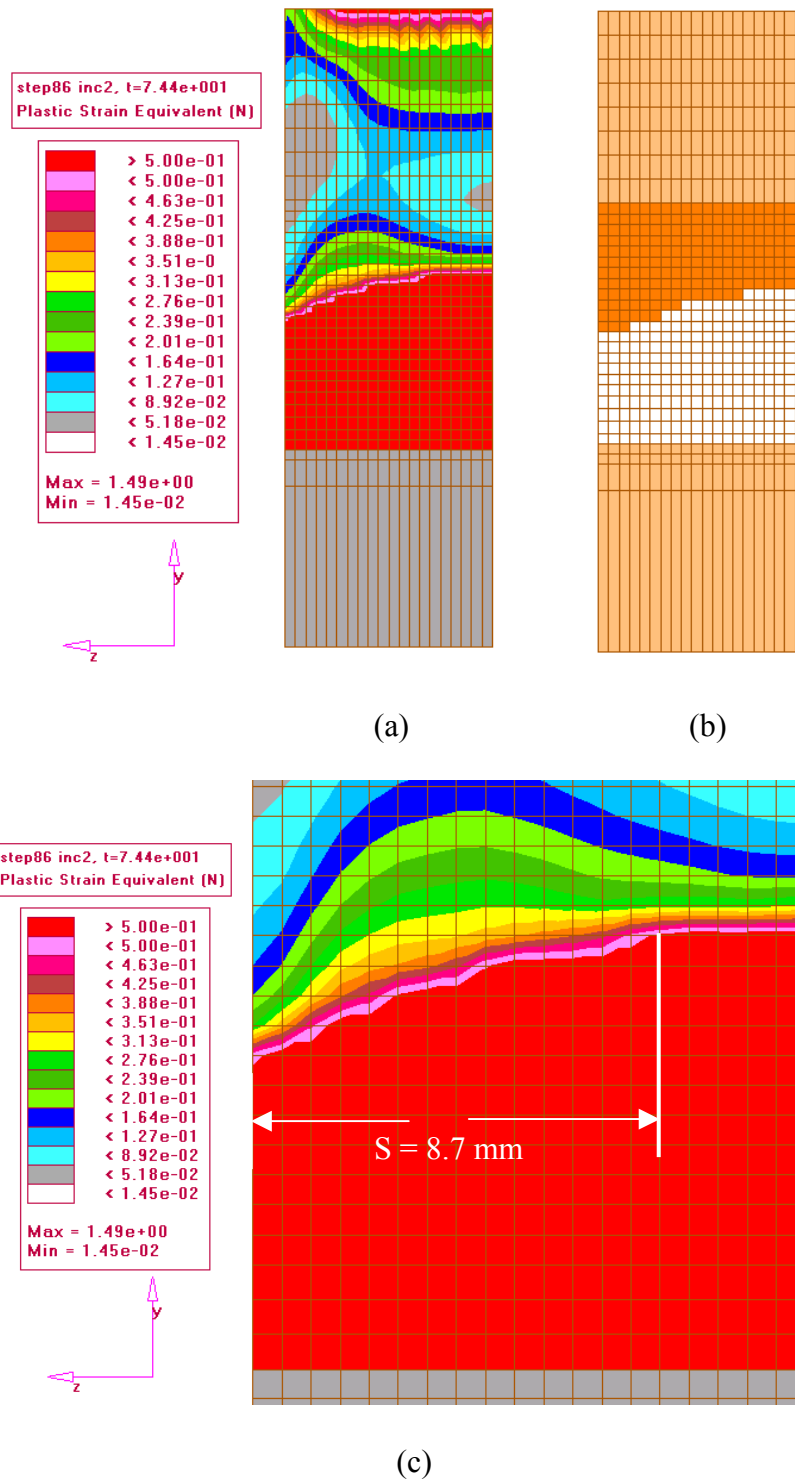 step86 inc2, t=7.44e+001
Plastic Strain Equivalent (N)
> 5.00e-01
< 5.00e-01
< 4.63e-01
< 4.25e-01
< 3.88e-01
< 3.51e-0
< 3.13e-01
< 2.76e-01
< 2.39e-01
< 2.01e-01
< 1.64e-01
< 1.27e-01
< 8.92e-02
< 5.18e-02
< 1.45e-02
Max = 1.49e+00
Min = 1.45e-02
y
z
(a)
(b)
step86 inc2, t=7.44e+001
Plastic Strain Equivalent (N)
> 5.00e-01
< 5.00e-01
< 4.63e-01
< 4.25e-01
< 3.88e-01
< 3.51e-01
< 3.13e-01
< 2.76e-01
< 2.39e-01
< 2.01e-01
< 1.64e-01
< 1.27e-01
< 8.92e-02
< 5.18e-02
< 1.45e-02
Max = 1.49e+00
Min = 1.45e-02
y
z
S = 8.7 mm
(c)